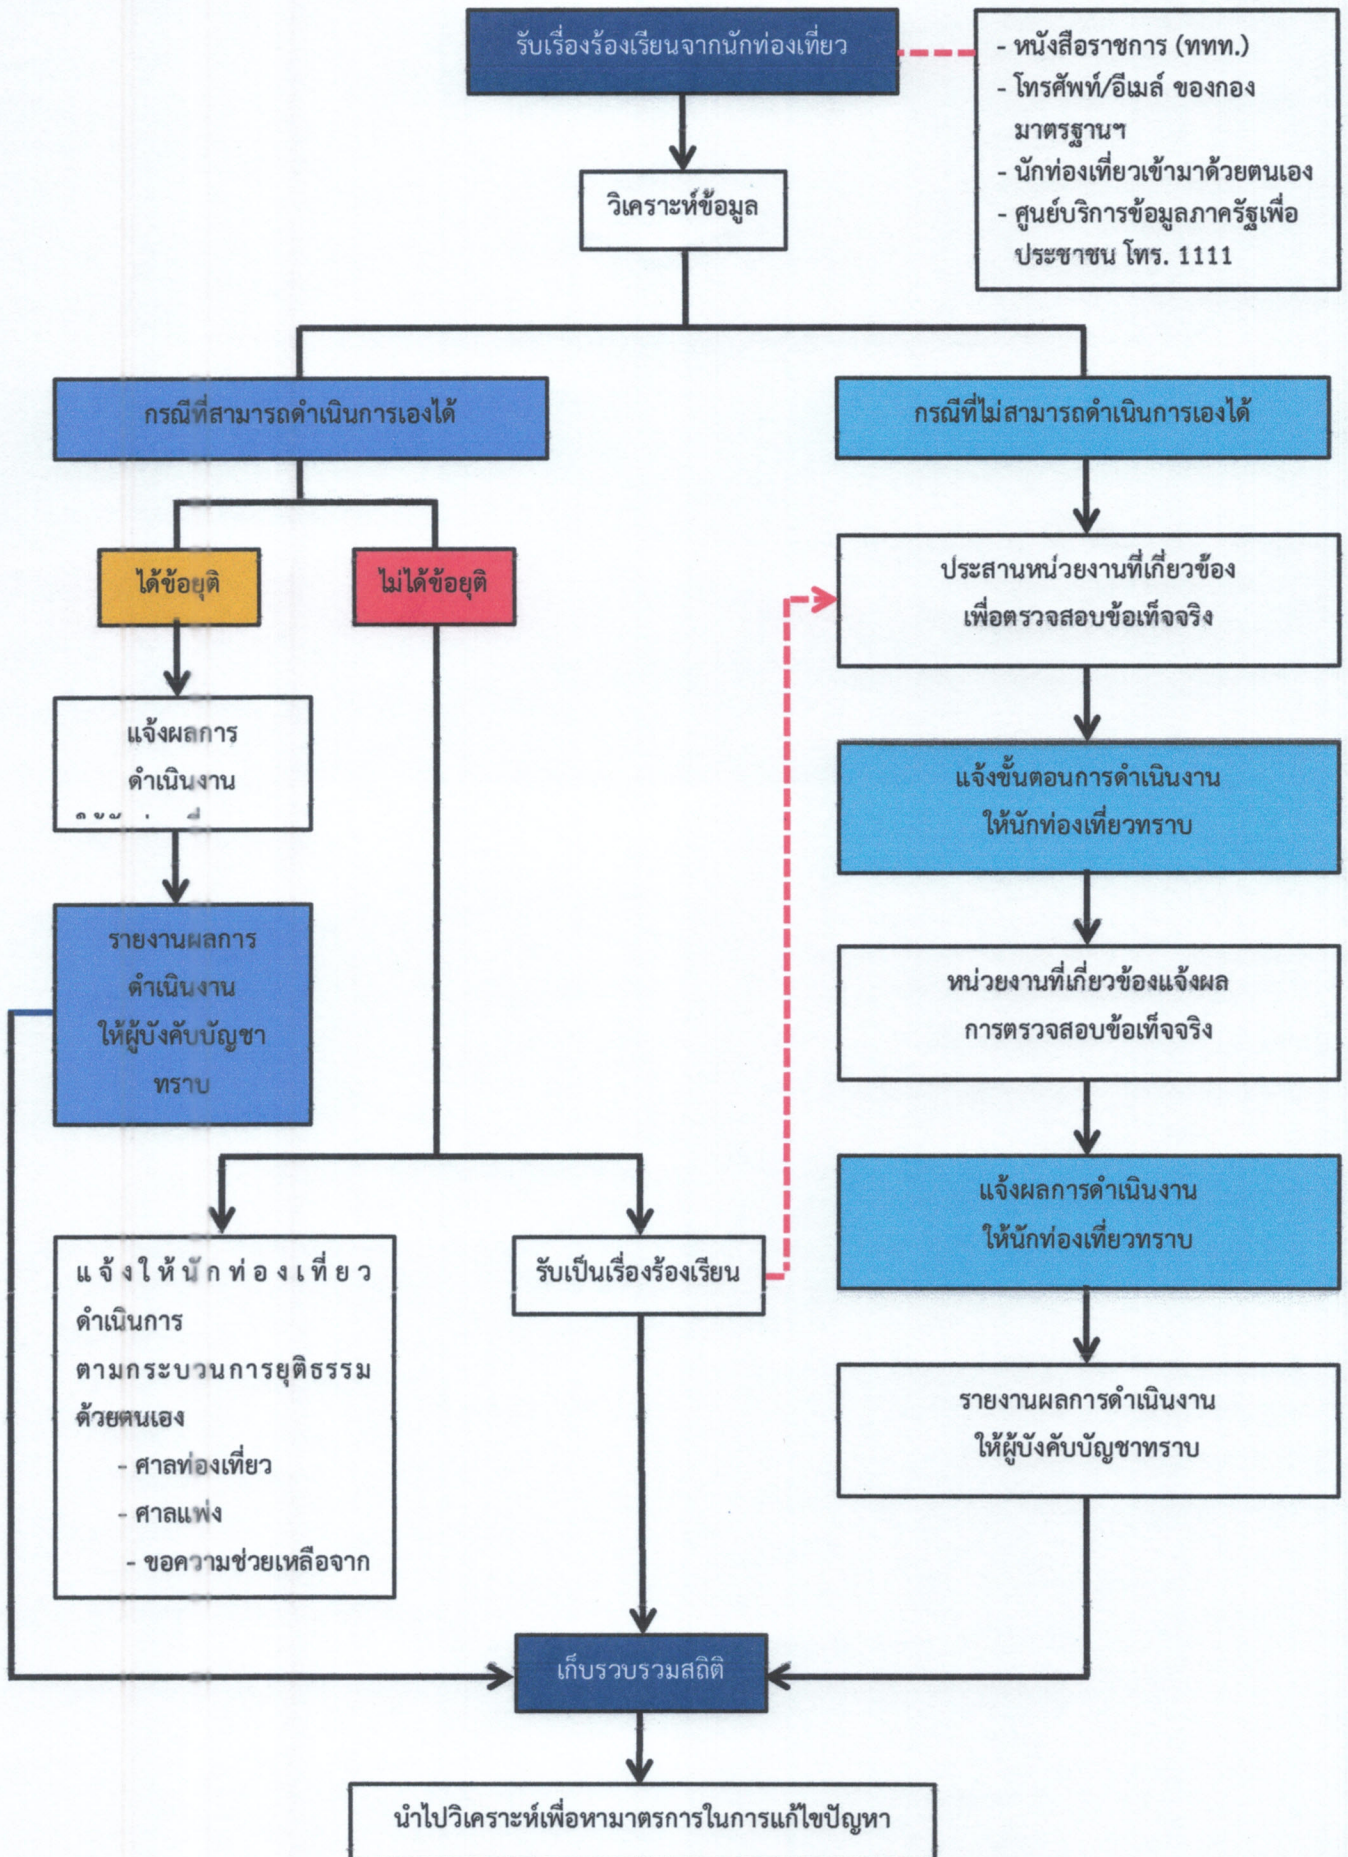 รับเรื่องร้องเรียนจากนักท่องเที่ยว
- หนังสือราชการ (ททท.)
- โทรศัพท์/อีเมล์ ของกอง
มาตรฐานฯ
- นักท่องเที่ยวเข้ามาด้วยตนเอง
- ศูนย์บริการข้อมูลภาครัฐเพื่อ
ประชาชน โทร. 1111
วิเคราะห์ข้อมูล
กรณีที่สามารถดำเนินการเองได้
กรณีที่ไม่สามารถดำเนินการเองได้
ได้ข้อยุติ
ไม่ได้ข้อยุติ
ประสานหน่วยงานที่เกี่ยวข้อง
เพื่อตรวจสอบข้อเท็จจริง
แจ้งผลการ
ดำเนินงาน
แจ้งขั้นตอนการดำเนินงาน
ให้นักท่องเที่ยวทราบ
รายงานผลการ
ดำเนินงาน
ให้ผู้บังคับบัญชา
ทราบ
หน่วยงานที่เกี่ยวข้องแจ้งผล
การตรวจสอบข้อเท็จจริง
แจ้งผลการดำเนินงาน
ให้นักท่องเที่ยวทราบ
แจ้งให้นักท่องเที่ยว
ดำเนินการ
ตามกระบวนการยุติธรรม
ด้วยตนเอง
- ศาลท่องเที่ยว
- ศาลแพ่ง
- ขอความช่วยเหลือจาก
รับเป็นเรื่องร้องเรียน
รายงานผลการดำเนินงาน
ให้ผู้บังคับบัญชาทราบ
เก็บรวบรวมสถิติ
นำไปวิเคราะห์เพื่อหามาตรการในการแก้ไขปัญหา